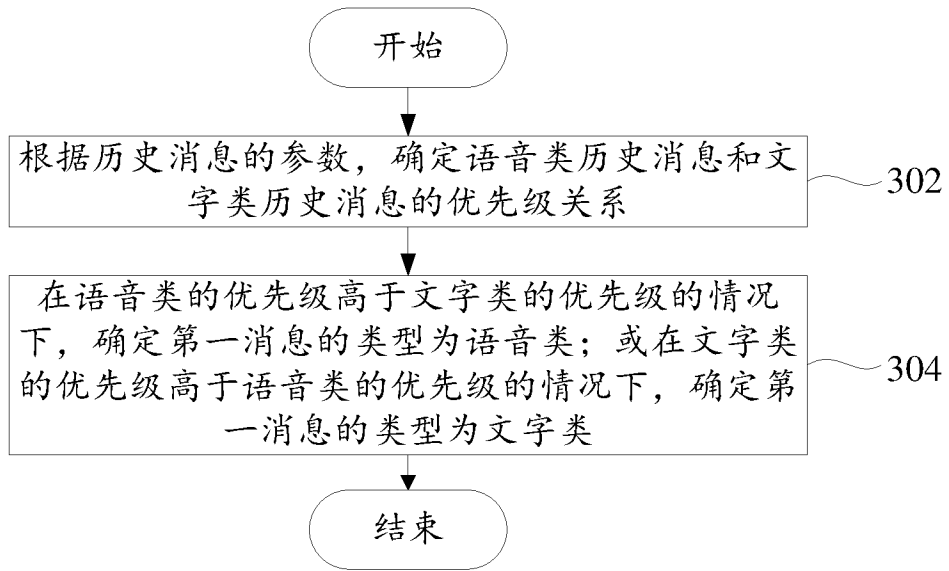 开始
根据历史消息的参数，确定语音类历史消息和文
字类历史消息的优先级关系
302
在语音类的优先级高于文字类的优先级的情况
下，确定第一消息的类型为语音类；或在文字类
的优先级高于语音类的优先级的情况下，确定第
一消息的类型为文字类
304
结束